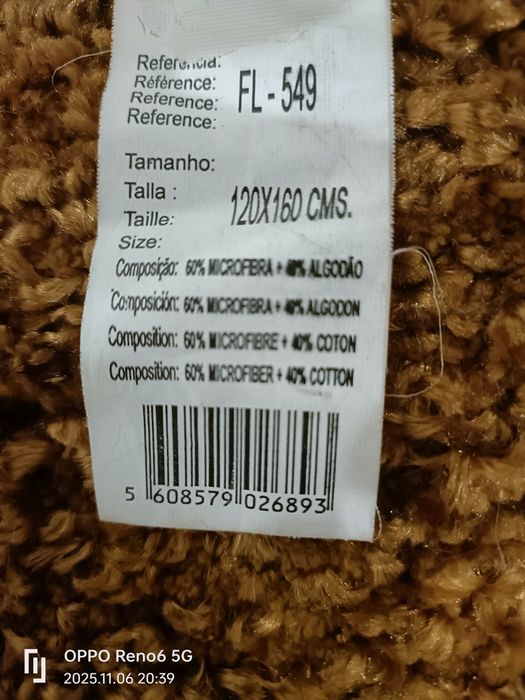 Referencia:
Référence:
Reference:
Reference:
FL - 549
Tamanho:
Talla :
Taille:
Size:
120X160 CMS.
Composição: 60% MICROFIBRA + 40% ALGODÃO
Composición: 60% MICROFIBRA + 40% ALGODON
Composition: 60% MICROFIBRE + 40% COTON
Composition: 60% MICROFIBER + 40% COTTON
5 608579 026893
OPPO Reno6 5G
2025.11.06 20:39